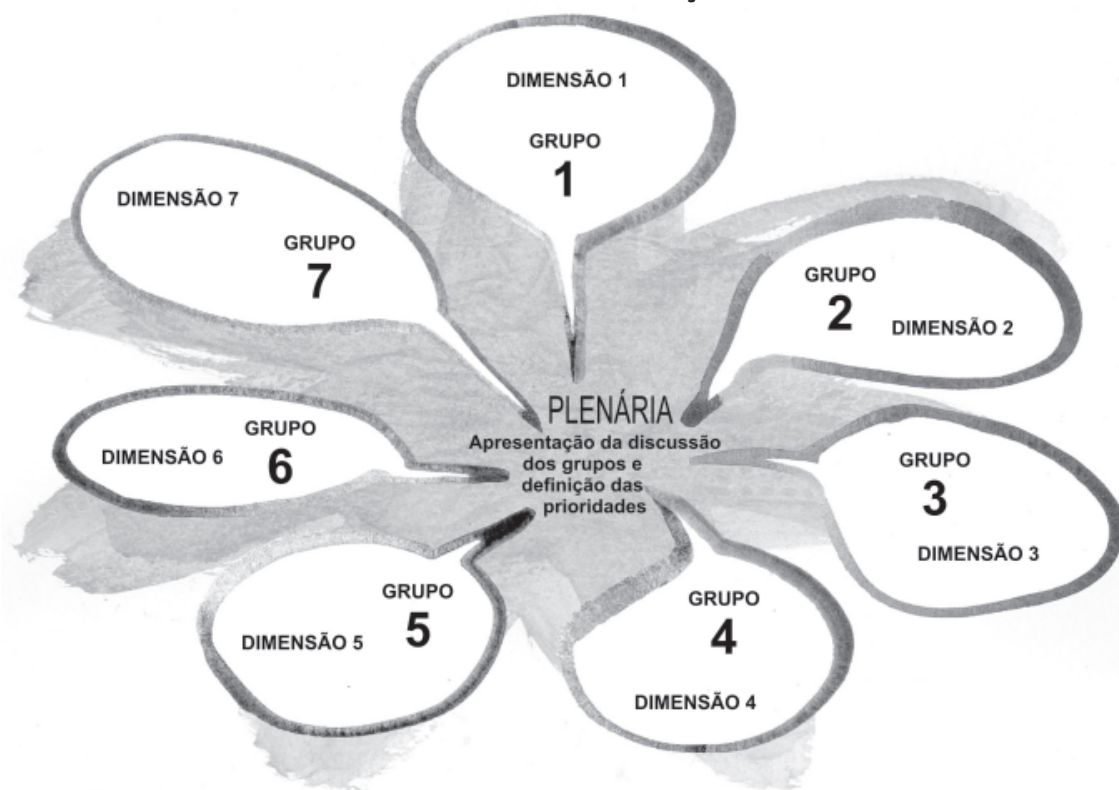 DIMENSÃO 1
GRUPO
1
GRUPO
2
DIMENSÃO 2
GRUPO
3
DIMENSÃO 3
GRUPO
4
DIMENSÃO 4
GRUPO
5
DIMENSÃO 5
GRUPO
6
DIMENSÃO 6
DIMENSÃO 7
GRUPO
7
PLENÁRIA
Apresentação da discussão
dos grupos e
definição das
prioridades